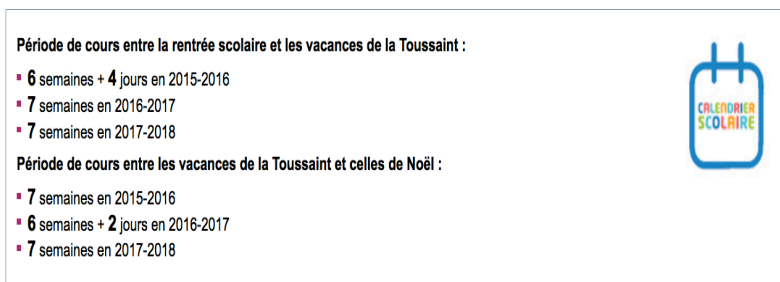 Période de cours entre la rentrée scolaire et les vacances de la Toussaint :
▪ 6 semaines + 4 jours en 2015-2016
▪ 7 semaines en 2016-2017
▪ 7 semaines en 2017-2018
Période de cours entre les vacances de la Toussaint et celles de Noël :
▪ 7 semaines en 2015-2016
▪ 6 semaines + 2 jours en 2016-2017
▪ 7 semaines en 2017-2018
CALENDRIER
SCOLAIRE